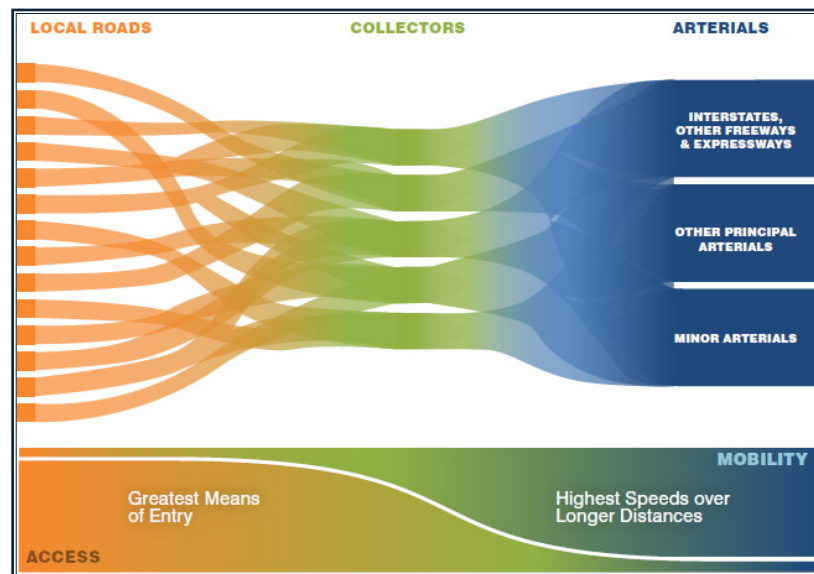 LOCAL ROADS
COLLECTORS
ARTERIALS
INTERSTATES,
OTHER FREEWAYS
& EXPRESSWAYS
OTHER PRINCIPAL
ARTERIALS
MINOR ARTERIALS
MOBILITY
Greatest Means
of Entry
Highest Speeds over
Longer Distances
ACCESS